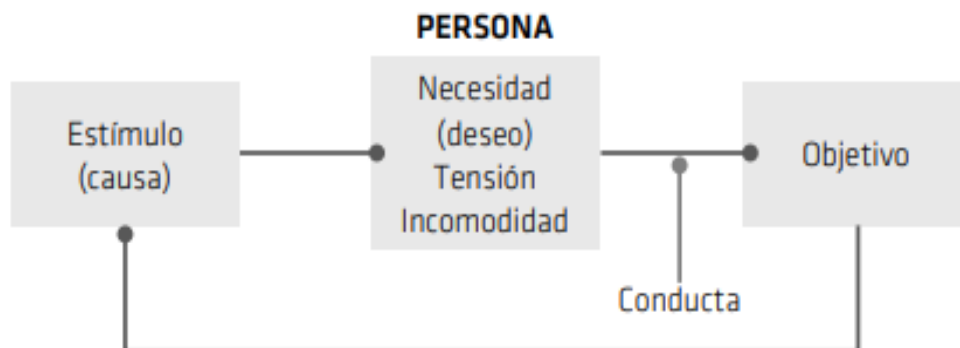 PERSONA
Estímulo
(causa)
Necesidad
(deseo)
Tensión
Incomodidad
Objetivo
Conducta